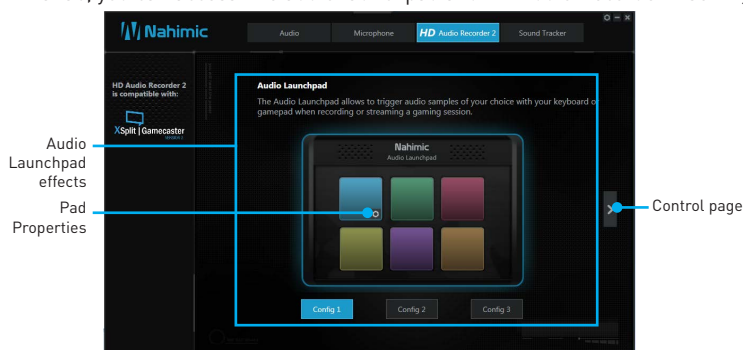 Nahimic
Audio
Microphone
HD Audio Recorder 2
Sound Tracker
HD Audio Recorder 2
is compatible with:
XSplit | Gamecaster
Audio Launchpad
The Audio Launchpad allows to trigger audio samples of your choice with your keyboard or
gamepad when recording or streaming a gaming session.
Nahimic
Audio Launchpad
Config 1
Config 2
Config 3
Audio
Launchpad
effects
Pad
Properties
Control page